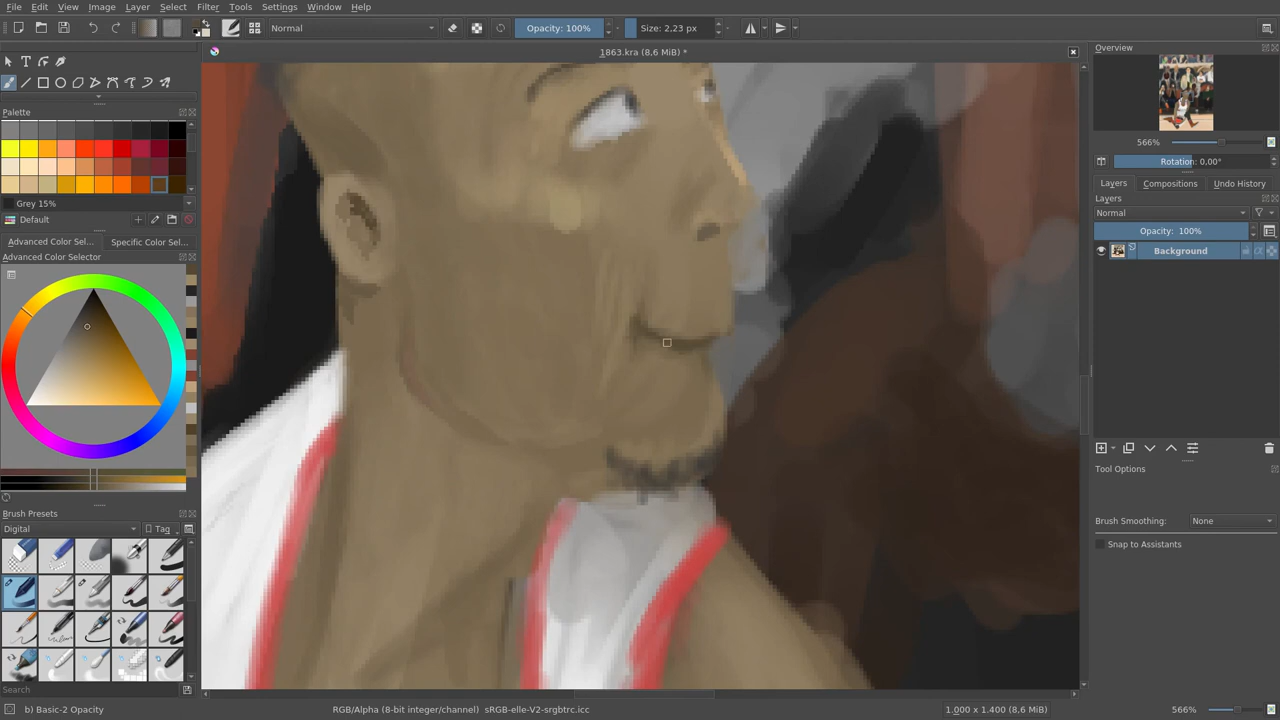 File Edit View Image Layer Select Filter Tools Settings Window Help
Normal Opacity: 100% Size: 2,23 px
1863.kra (8,6 MiB) *
Palette
Grey 15%
Default
Advanced Color Sel... Specific Color Sel...
Advanced Color Selector
Brush Presets
Digital Tag
Search
b) Basic-2 Opacity RGB/Alpha (8-bit integer/channel) sRGB-elle-V2-srgbtrc.icc 1.000 x 1.400 (8,6 MiB) 566%
Overview
566%
Rotation: 0,00°
Layers Compositions Undo History
Layers
Normal
Opacity: 100%
Background
Tool Options
Brush Smoothing: None
Snap to Assistants